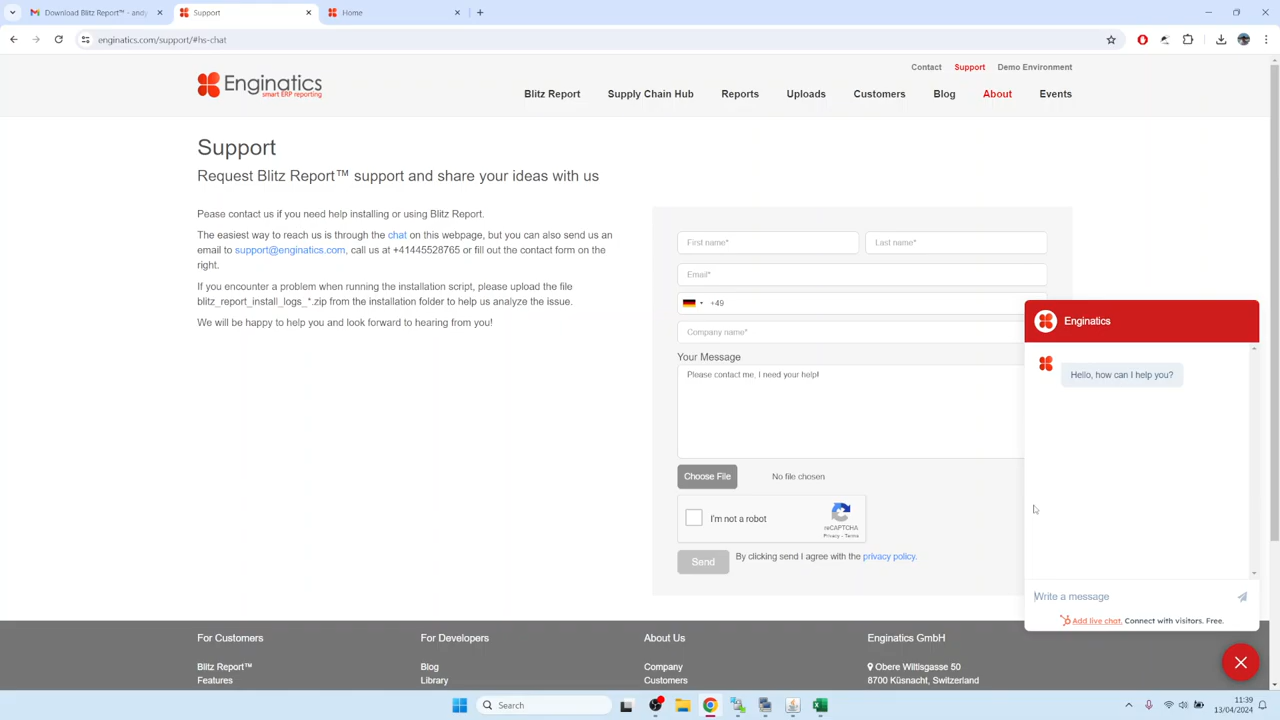 Download Blitz Report™ - andy
Support
Home
enginatics.com/support/#hs-chat
Enginatics
smart ERP reporting
Contact
Support
Demo Environment
Blitz Report
Supply Chain Hub
Reports
Uploads
Customers
Blog
About
Events
Support
Request Blitz Report™ support and share your ideas with us
Pease contact us if you need help installing or using Blitz Report.
The easiest way to reach us is through the chat on this webpage, but you can also send us an
email to support@enginatics.com, call us at +41445528765 or fill out the contact form on the
right.
If you encounter a problem when running the installation script, please upload the file
blitz_report_install_logs_*.zip from the installation folder to help us analyze the issue.
We will be happy to help you and look forward to hearing from you!
First name*
Last name*
Email*
+49
Company name*
Your Message
Please contact me, I need your help!
Choose File
No file chosen
I'm not a robot
reCAPTCHA
Privacy - Terms
Send
By clicking send I agree with the privacy policy.
Enginatics
Hello, how can I help you?
Write a message
Add live chat. Connect with visitors. Free.
For Customers
For Developers
About Us
Enginatics GmbH
Blitz Report™
Blog
Company
Obere Wiltisgasse 50
Features
Library
Customers
8700 Küsnacht, Switzerland
Search
11:39
13/04/2024